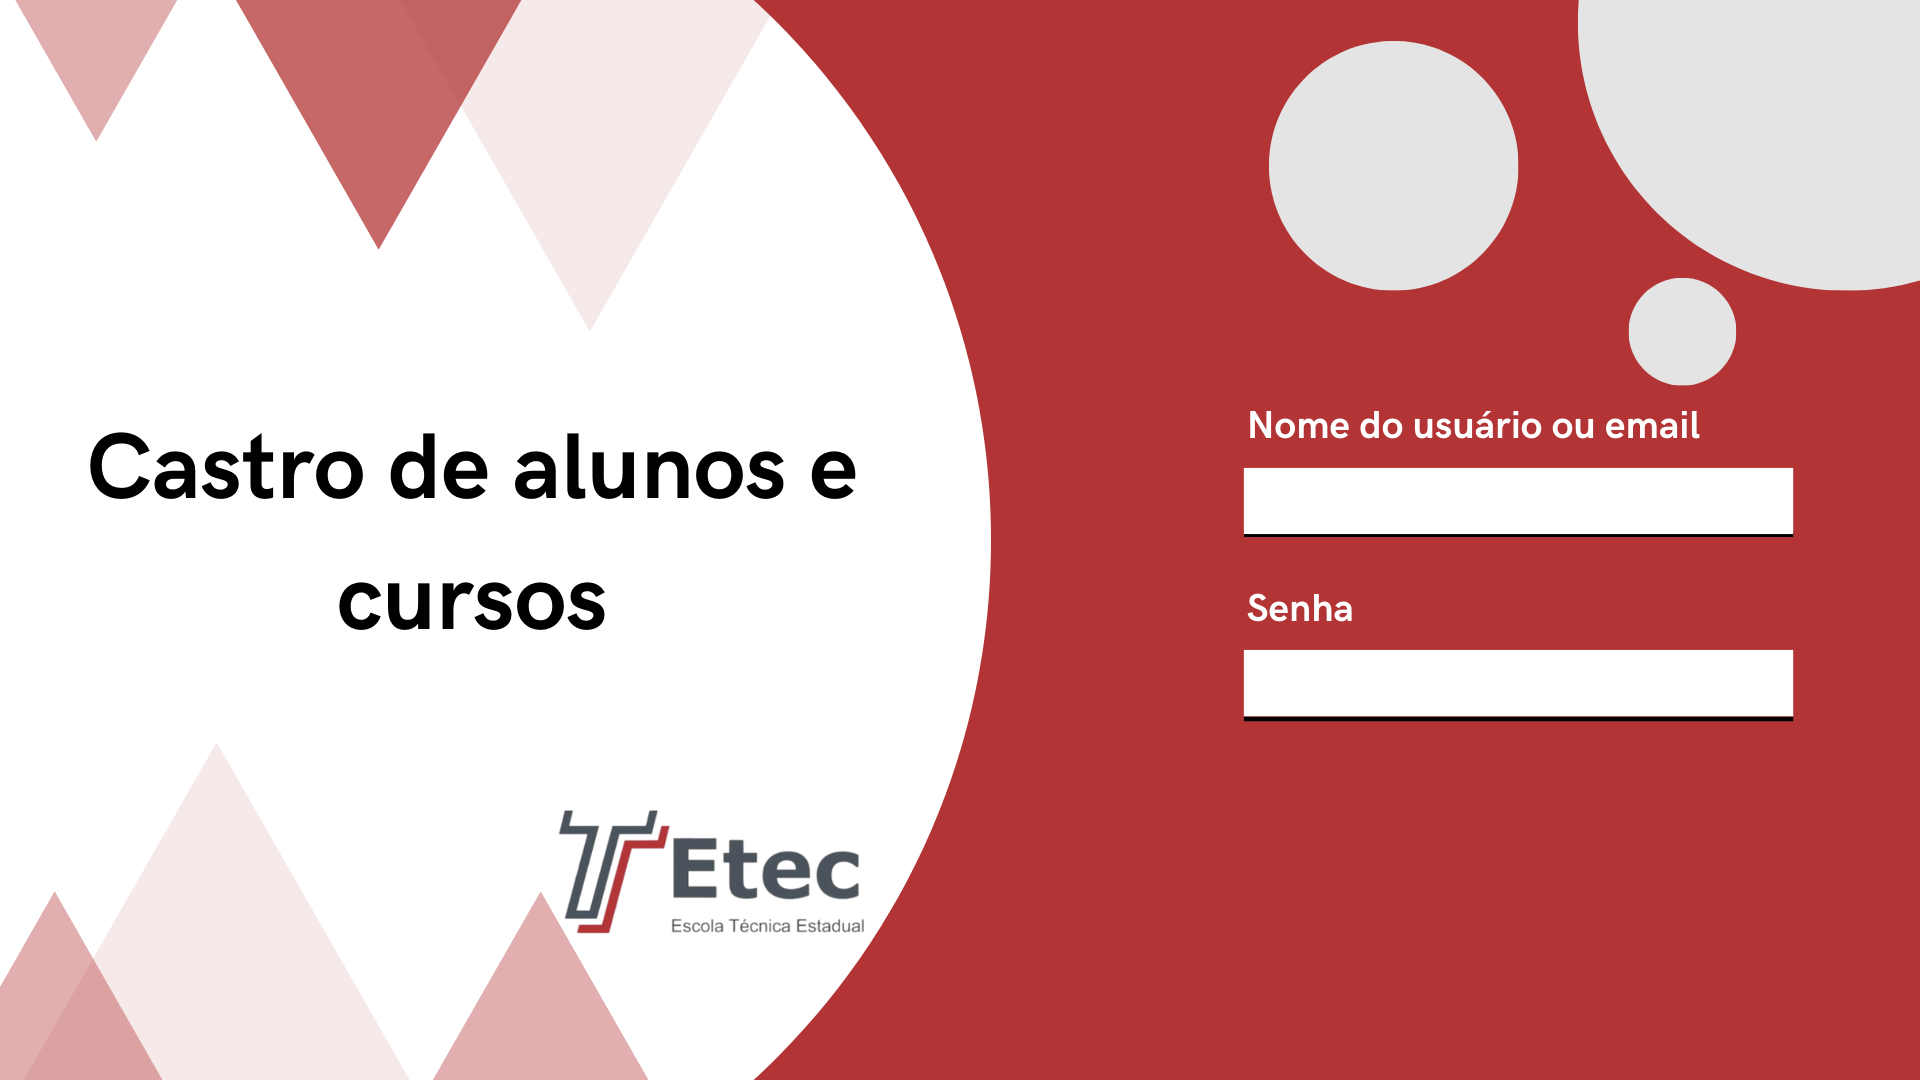 Castro de alunos e
cursos
Etec
Escola Técnica Estadual
Nome do usuário ou email
Senha